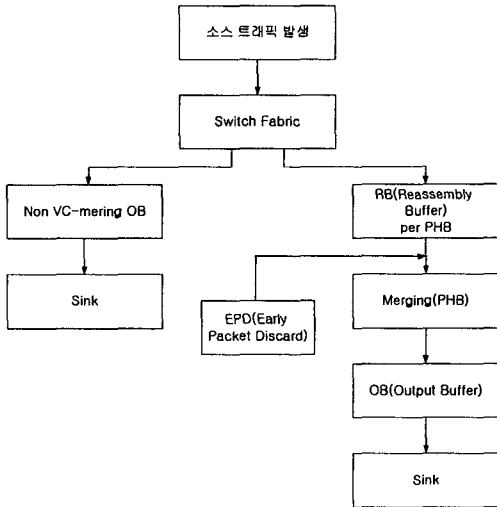 소스 트래픽 발생
Switch Fabric
Non VC-mering OB
Sink
RB(Reassembly
Buffer)
per PHB
EPD(Early
Packet Discard)
Merging(PHB)
OB(Output Buffer)
Sink